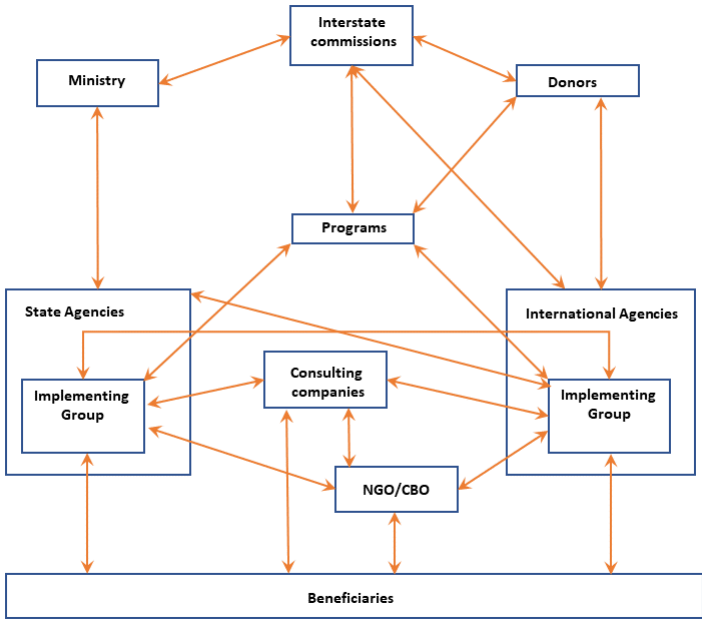 Interstate
commissions
Ministry
Donors
Programs
State Agencies
International Agencies
Implementing
Group
Consulting
companies
Implementing
Group
NGO/CBO
Beneficiaries